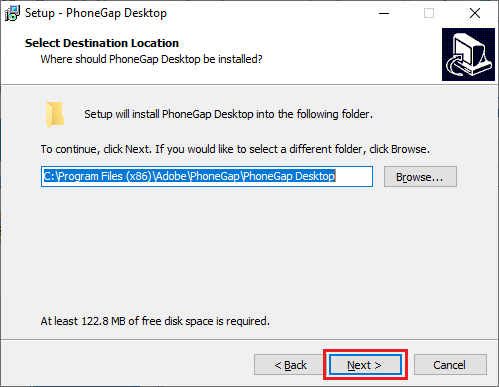 Setup - PhoneGap Desktop
Select Destination Location
Where should PhoneGap Desktop be installed?
Setup will install PhoneGap Desktop into the following folder.
To continue, click Next. If you would like to select a different folder, click Browse.
C:\Program Files (x86)\Adobe\PhoneGap\PhoneGap Desktop
Browse...
At least 122.8 MB of free disk space is required.
< Back
Next >
Cancel